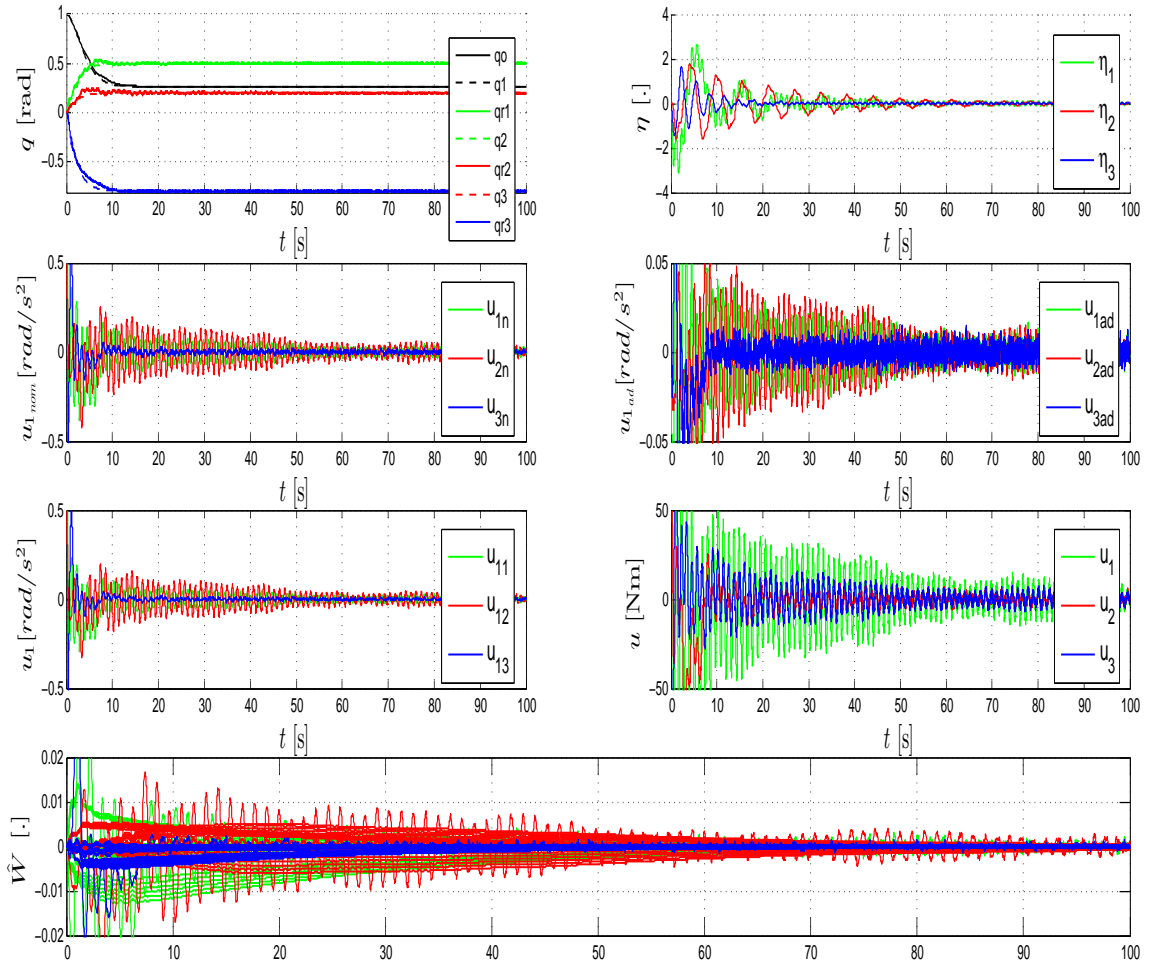 q [rad]
1
0.5
0
−0.5
0 10 20 30 40 50 60 70 80 90 100
t [s]
qo
q1
qr1
q2
qr2
q3
qr3
η [.]
4
2
0
−2
−4
0 10 20 30 40 50 60 70 80 90 100
t [s]
η1
η2
η3
u1nom [rad/s2]
0.5
0
−0.5
0 10 20 30 40 50 60 70 80 90 100
t [s]
u1n
u2n
u3n
u1ad [rad/s2]
0.05
0
−0.05
0 10 20 30 40 50 60 70 80 90 100
t [s]
u1ad
u2ad
u3ad
u1 [rad/s2]
0.5
0
−0.5
0 10 20 30 40 50 60 70 80 90 100
t [s]
u11
u12
u13
u [Nm]
50
0
−50
0 10 20 30 40 50 60 70 80 90 100
t [s]
u1
u2
u3
Ŵ [.]
0.02
0.01
0
−0.01
−0.02
0 10 20 30 40 50 60 70 80 90 100